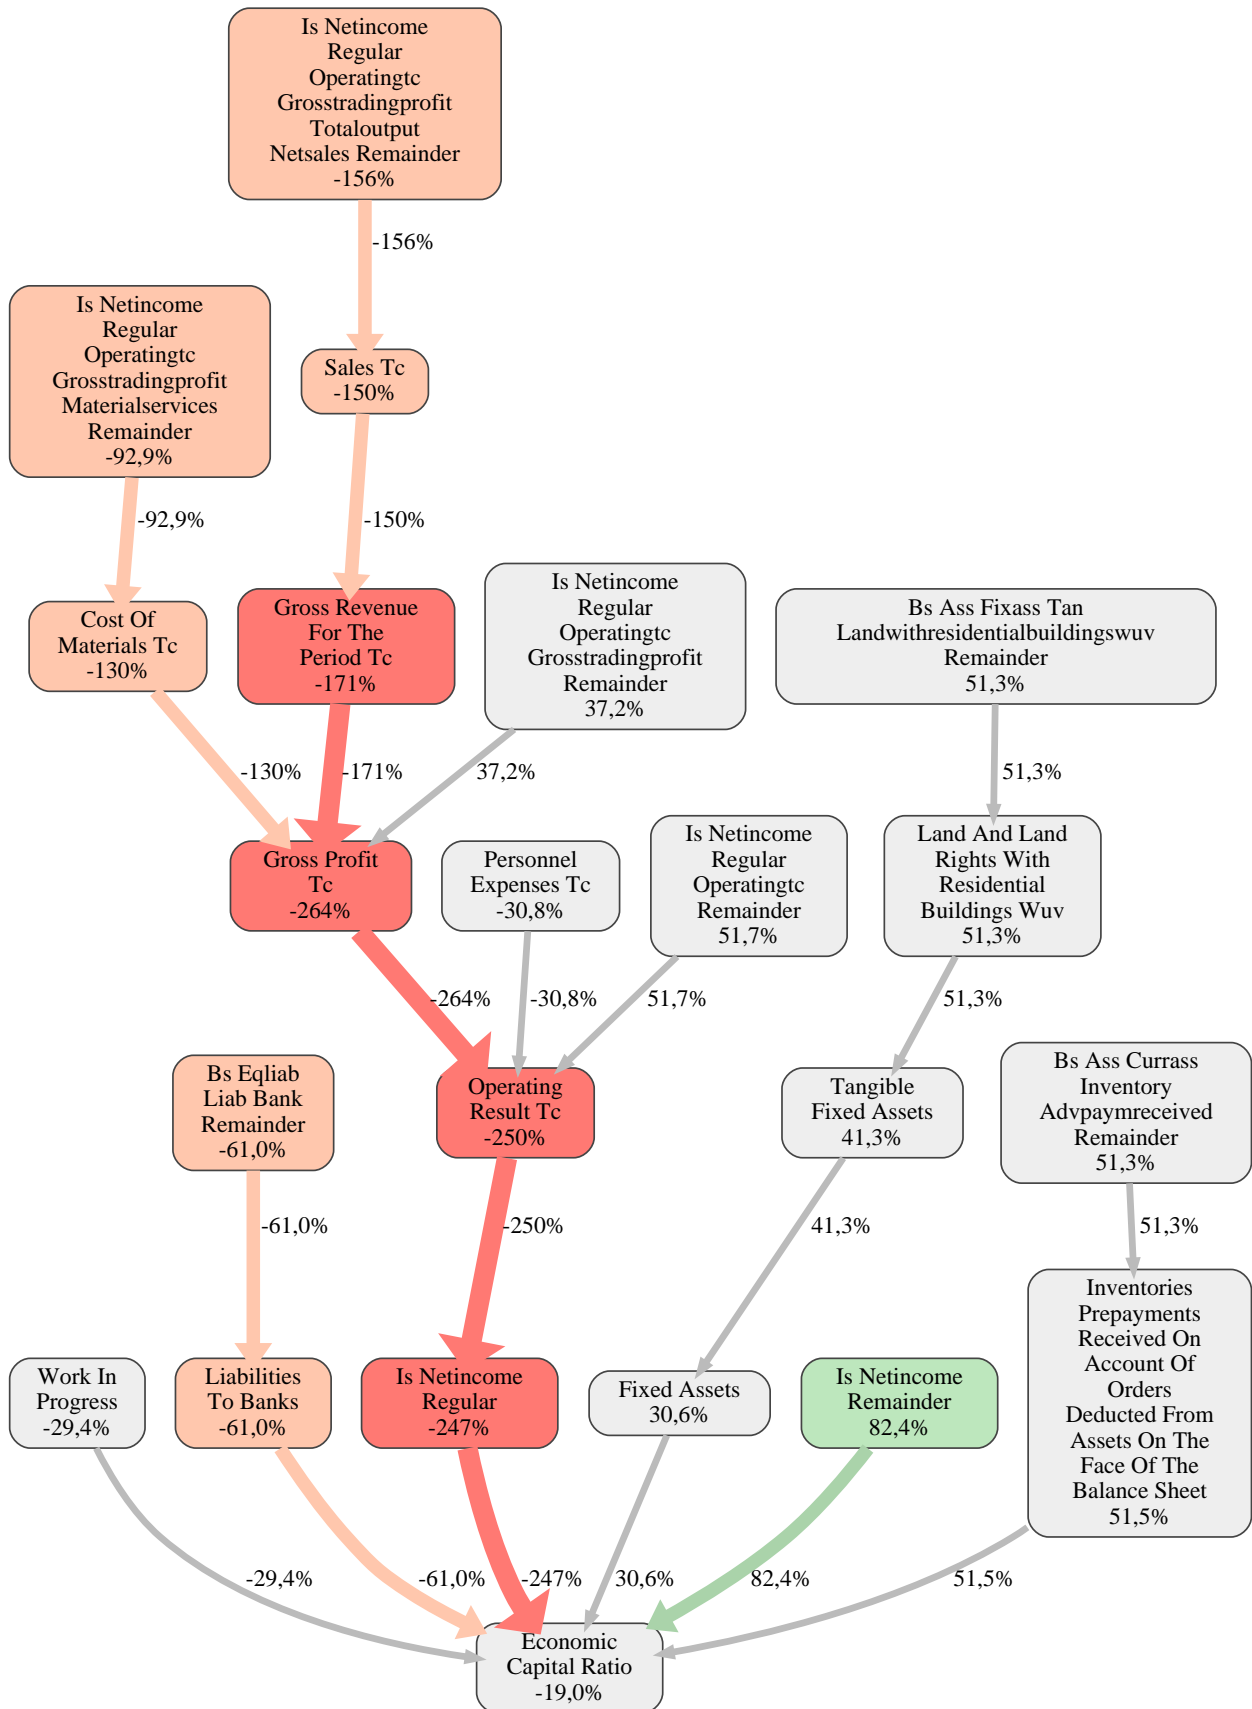 Is Netincome
Regular
Operatingtc
Grosstradingprofit
Totaloutput
Netsales Remainder
-156%
-156%
Is Netincome
Regular
Operatingtc
Grosstradingprofit
Materialservices
Remainder
-92,9%
Sales Tc
-150%
-92,9%
-150%
Cost Of
Materials Tc
-130%
Gross Revenue
For The
Period Tc
-171%
Is Netincome
Regular
Operatingtc
Grosstradingprofit
Remainder
37,2%
Bs Ass Fixass Tan
Landwithresidentialbuildingswuv
Remainder
51,3%
-130%
-171%
37,2%
51,3%
Gross Profit
Tc
-264%
Personnel
Expenses Tc
-30,8%
Is Netincome
Regular
Operatingtc
Remainder
51,7%
Land And Land
Rights With
Residential
Buildings Wuv
51,3%
-264%
-30,8%
51,7%
51,3%
Bs Eqliab
Liab Bank
Remainder
-61,0%
Operating
Result Tc
-250%
Tangible
Fixed Assets
41,3%
Bs Ass Currass
Inventory
Advpaymreceived
Remainder
51,3%
-61,0%
-250%
41,3%
51,3%
Work In
Progress
-29,4%
Liabilities
To Banks
-61,0%
Is Netincome
Regular
-247%
Fixed Assets
30,6%
Is Netincome
Remainder
82,4%
Inventories
Prepayments
Received On
Account Of
Orders
Deducted From
Assets On The
Face Of The
Balance Sheet
51,5%
-29,4%
-61,0%
-247%
30,6%
82,4%
51,5%
Economic
Capital Ratio
-19,0%